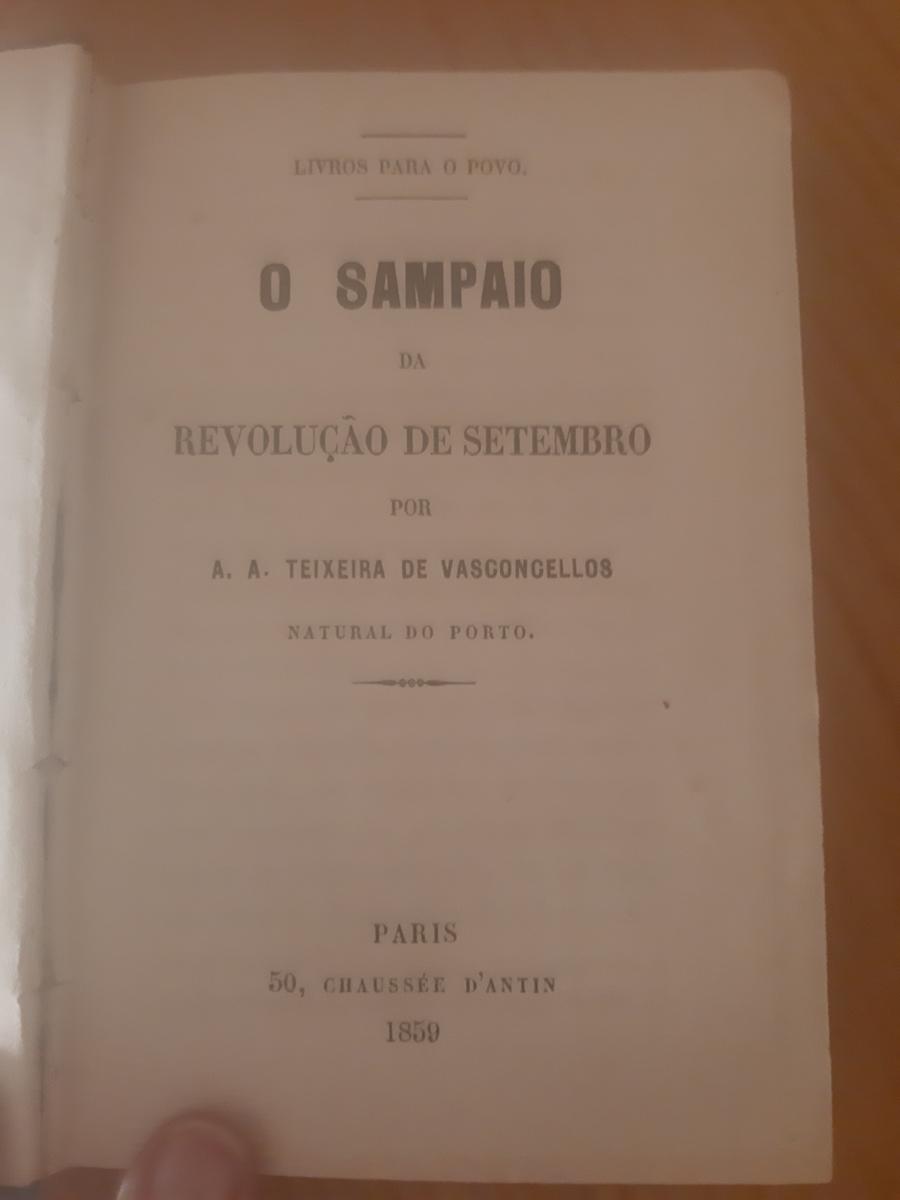 LIVROS PARA O POVO.
O SAMPAIO
DA
REVOLUÇÃO DE SETEMBRO
POR
A. A. TEIXEIRA DE VASCONCELLOS
NATURAL DO PORTO.
PARIS
50, CHAUSSÉE D'ANTIN
1859